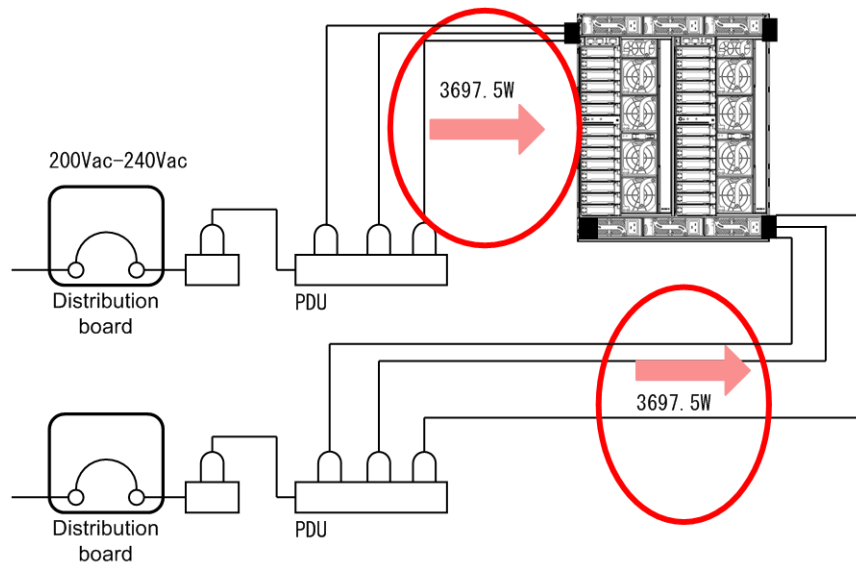 3697.5W
200Vac-240Vac
Distribution
board
PDU
3697.5W
Distribution
board
PDU